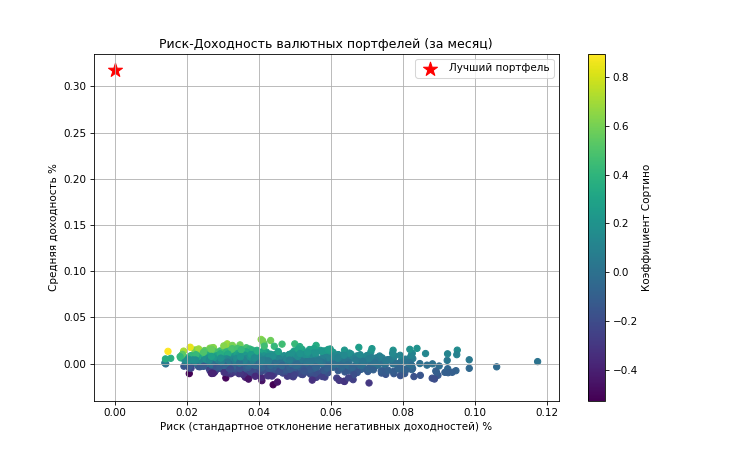 Риск-Доходность валютных портфелей (за месяц)
Лучший портфель
0.30
0.25
0.20
0.15
0.10
0.05
0.00
Средняя доходность %
0.00 0.02 0.04 0.06 0.08 0.10 0.12
Риск (стандартное отклонение негативных доходностей) %
0.8
0.6
0.4
0.2
0.0
−0.2
−0.4
Коэффициент Сортино